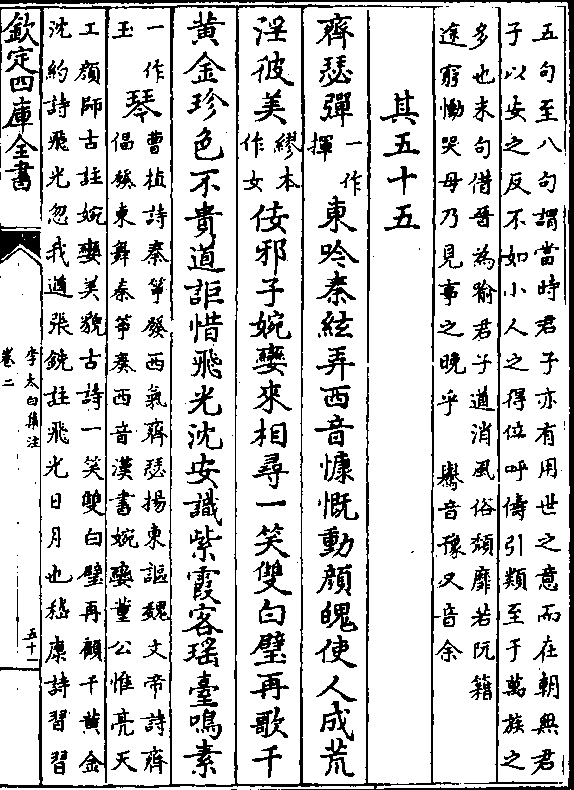 五句至八句謂當時君子亦有用世之意而在朝無君
子以安之反不如小人之得位呼儔引類至于萬族之
多也末句借晉為喻君子道消風俗頽靡若阮籍
途窮慟哭毋乃見事之晚乎　鸒音豫又音余
其五十五
齊瑟彈一作揮東吟秦絃弄西音慷慨動顔魄使人成荒
淫彼美繆本作女佞邪子婉孌來相尋一笑雙白璧再歌千
黄金珍色不貴道詎惜飛光沈安識紫霞客瑶臺鳴素
一作玉琴曹植詩秦箏發西氣齊瑟揚東謳魏文帝詩齊
倡發東舞秦箏奏西音漢書婉孌董公惟亮天
工顔師古註婉孌美貌古詩一笑雙白璧再顧千黄金
沈約詩飛光忽我遒張銑註飛光日月也嵇康詩習習
欽定四庫全書
李太白集注
卷二
五十一